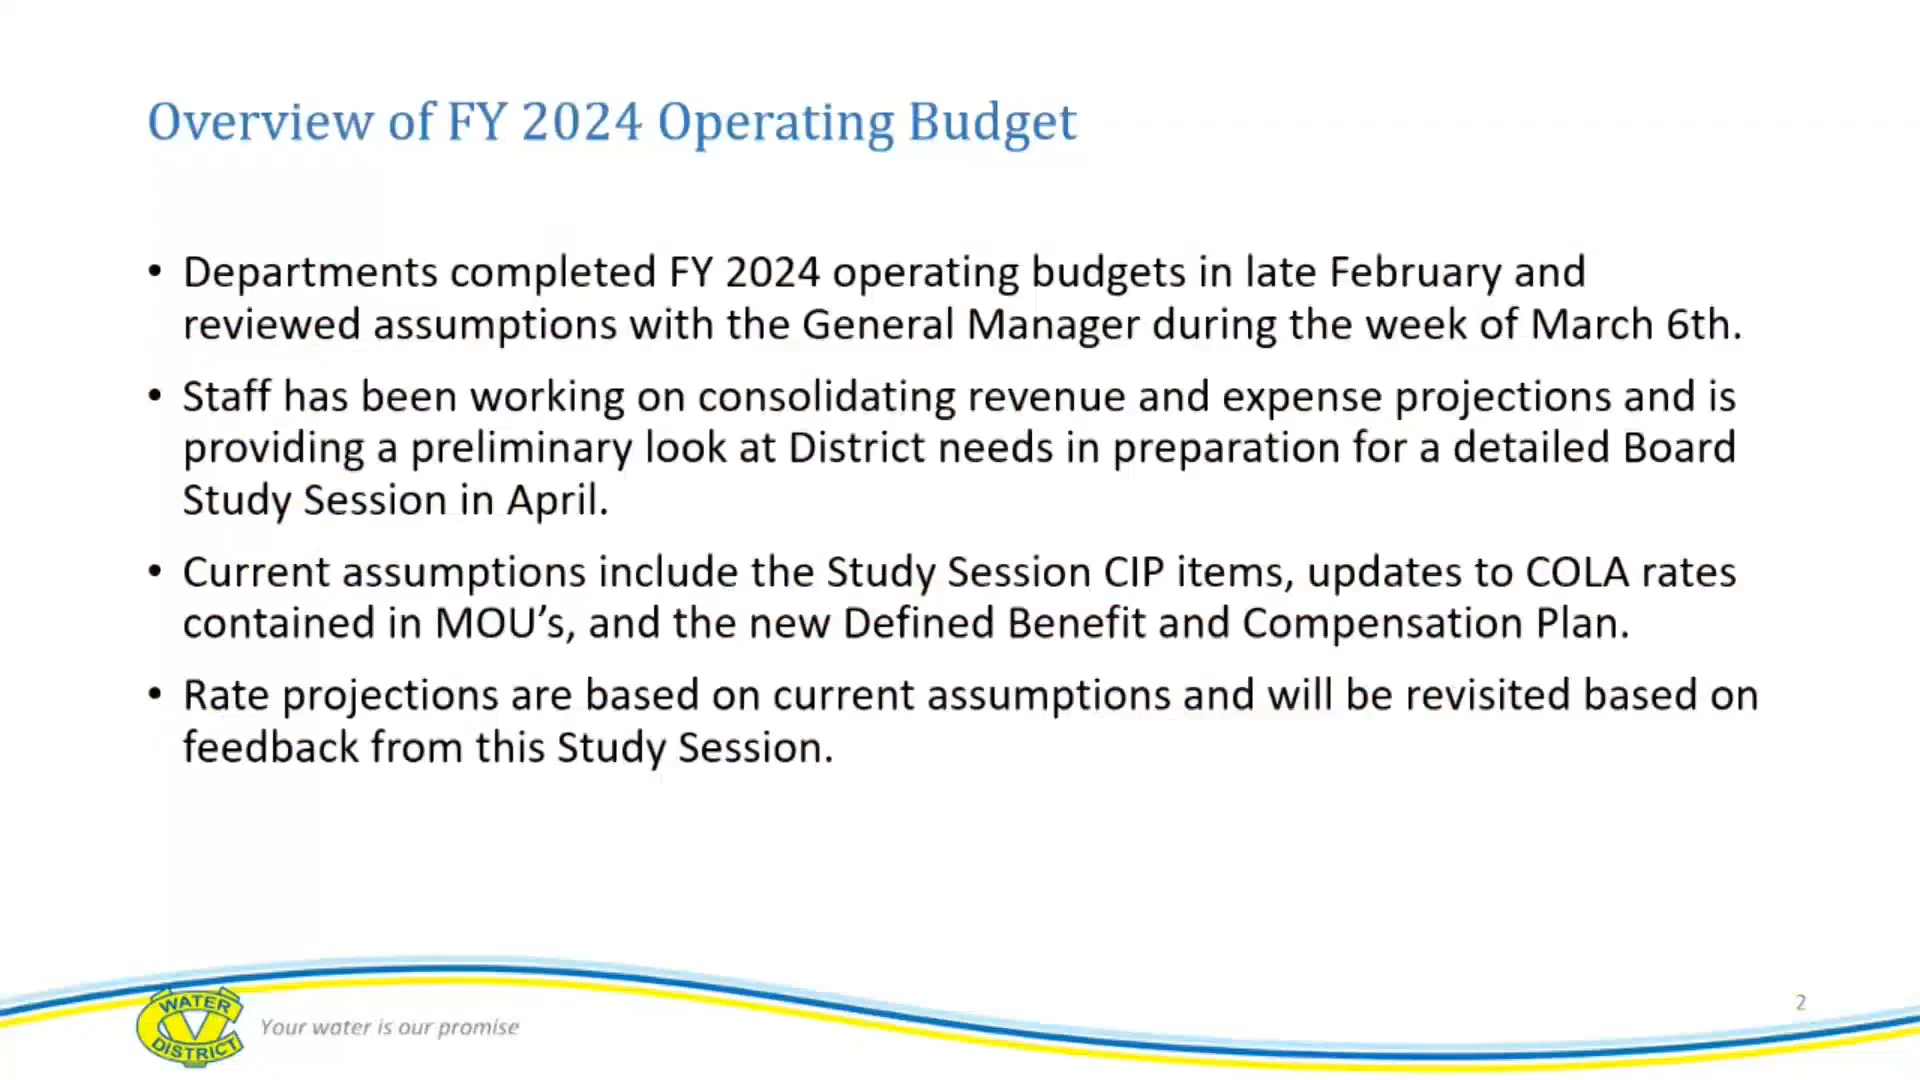 Overview of FY 2024 Operating Budget
• Departments completed FY 2024 operating budgets in late February and
reviewed assumptions with the General Manager during the week of March 6th.
• Staff has been working on consolidating revenue and expense projections and is
providing a preliminary look at District needs in preparation for a detailed Board
Study Session in April.
• Current assumptions include the Study Session CIP items, updates to COLA rates
contained in MOU’s, and the new Defined Benefit and Compensation Plan.
• Rate projections are based on current assumptions and will be revisited based on
feedback from this Study Session.
WATER
CV
DISTRICT
Your water is our promise
2